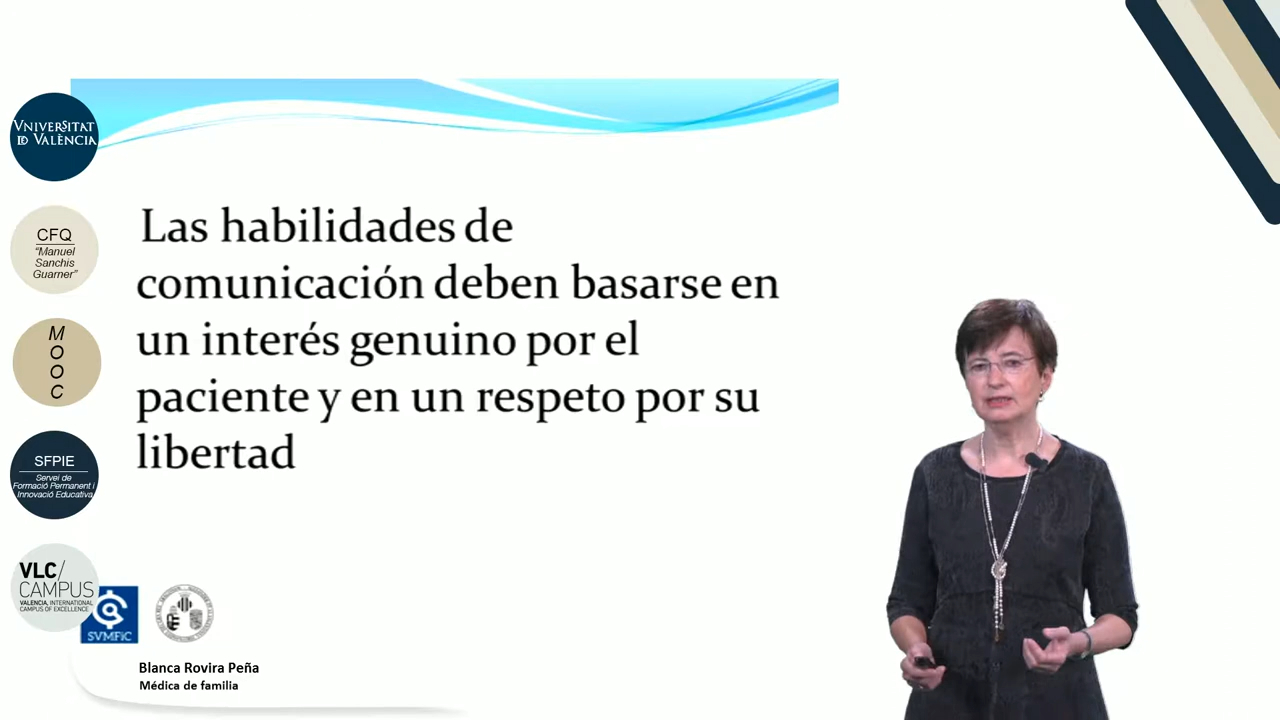 VNIVERSITAT
ID VALÈNCIA
CFQ
"Manuel
Sanchis
Guarner"
M
O
O
C
SFPIE
Servei de
Formació Permanent i
Innovació Educativa
VLC/
CAMPUS
VALENCIA, INTERNATIONAL
CAMPUS OF EXCELLENCE
Las habilidades de
comunicación deben basarse en
un interés genuino por el
paciente y en un respeto por su
libertad
SVMFiC
Blanca Rovira Peña
Médica de familia